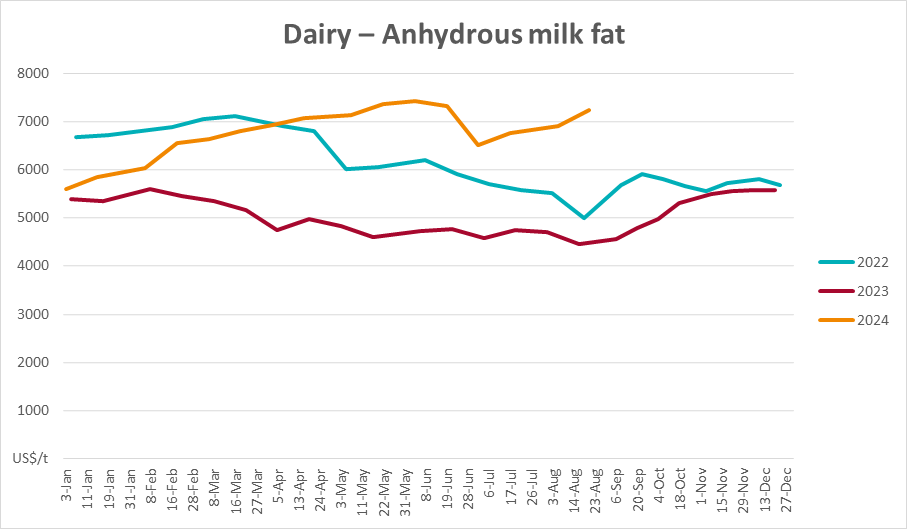 Dairy – Anhydrous milk fat
8000
7000
6000
5000
4000
3000
2000
1000
US$/t
3-Jan
11-Jan
19-Jan
31-Jan
8-Feb
16-Feb
28-Feb
8-Mar
16-Mar
27-Mar
5-Apr
13-Apr
24-Apr
3-May
11-May
22-May
31-May
8-Jun
19-Jun
6-Jul
17-Jul
26-Jul
3-Aug
14-Aug
23-Aug
6-Sep
20-Sep
4-Oct
18-Oct
1-Nov
15-Nov
29-Nov
13-Dec
27-Dec
2022
2023
2024